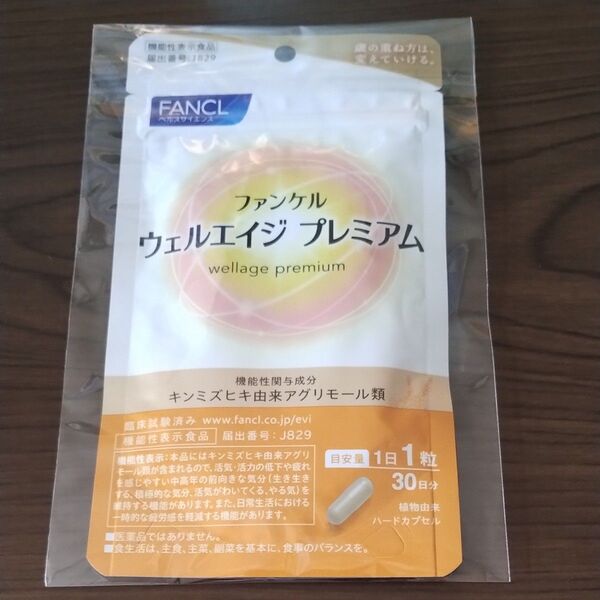 機能性表示食品
届出番号:J829
歳の重ね方は、
変えていける。
FANCL
ヘルスサイエンス
ファンケル
ウェルエイジ プレミアム
wellage premium
機能性関与成分
キンミズヒキ由来アグリモール類
臨床試験済み www.fancl.co.jp/evi
機能性表示食品 届出番号:J829
機能性表示:本品にはキンミズヒキ由来アグリ
モール類が含まれるので、活気・活力の低下や疲れ
を感じやすい中高年の前向きな気分(生き生き
する、積極的な気分、活気がわいてくる、やる気)を
維持する機能があります。また、日常生活における
一時的な疲労感を軽減する機能があります。
目安量 1日1粒
30日分
植物由来
ハードカプセル
■医薬品ではありません。
■食生活は、主食、主菜、副菜を基本に、食事のバランスを。